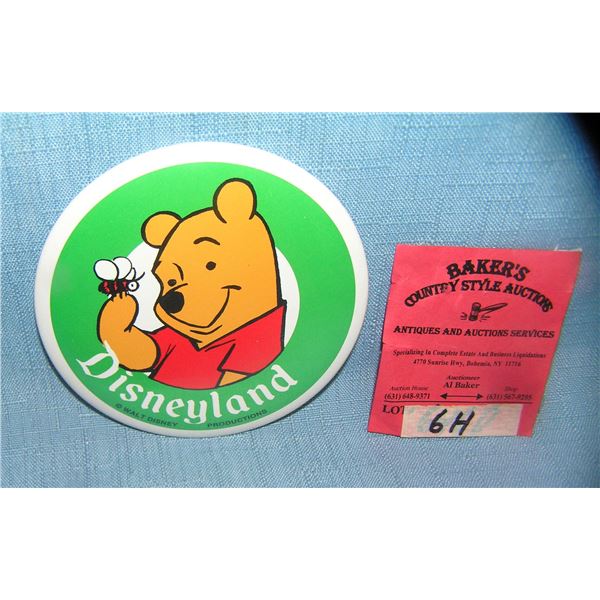 Disneyland
© WALT DISNEY PRODUCTIONS
BAKER'S
COUNTRY STYLE AUCTIONS
ANTIQUES AND AUCTIONS SERVICES
Specializing In Complete Estate And Business Liquidations
4770 Sunrise Hwy, Bohemia, NY 11716
Auctioneer
Auction House Al Baker Shop
(631) 648-9371 (631) 567-9295
LOT
6H